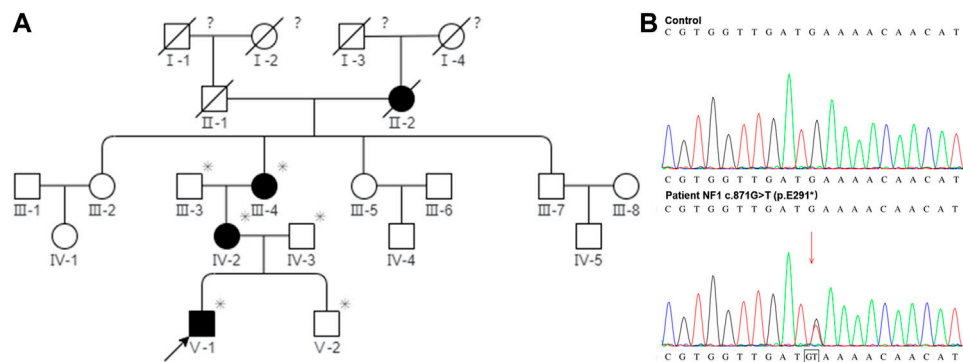 A
? ? ? ?
I-1 I-2 I-3 I-4
II-1 II-2
* *
III-1 III-2 III-3 III-4 III-5 III-6 III-7 III-8
* *
IV-1 IV-2 IV-3 IV-4 IV-5
* *
V-1 V-2
B
Control
C G T G G T T G A T G A A A A C A A C A T
C G T G G T T G A T G A A A A C A A C A T
Patient NF1 c.871G>T (p.E291*)
C G T G G T T G A T G A A A A C A A C A T
C G T G G T T G A T GT A A A A C A A C A T